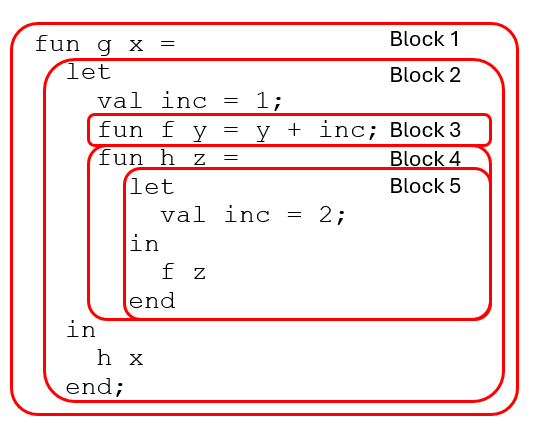 fun g x = Block 1
let Block 2
val inc = 1;
fun f y = y + inc; Block 3
fun h z = Block 4
let Block 5
val inc = 2;
in
f z
end
in
h x
end;